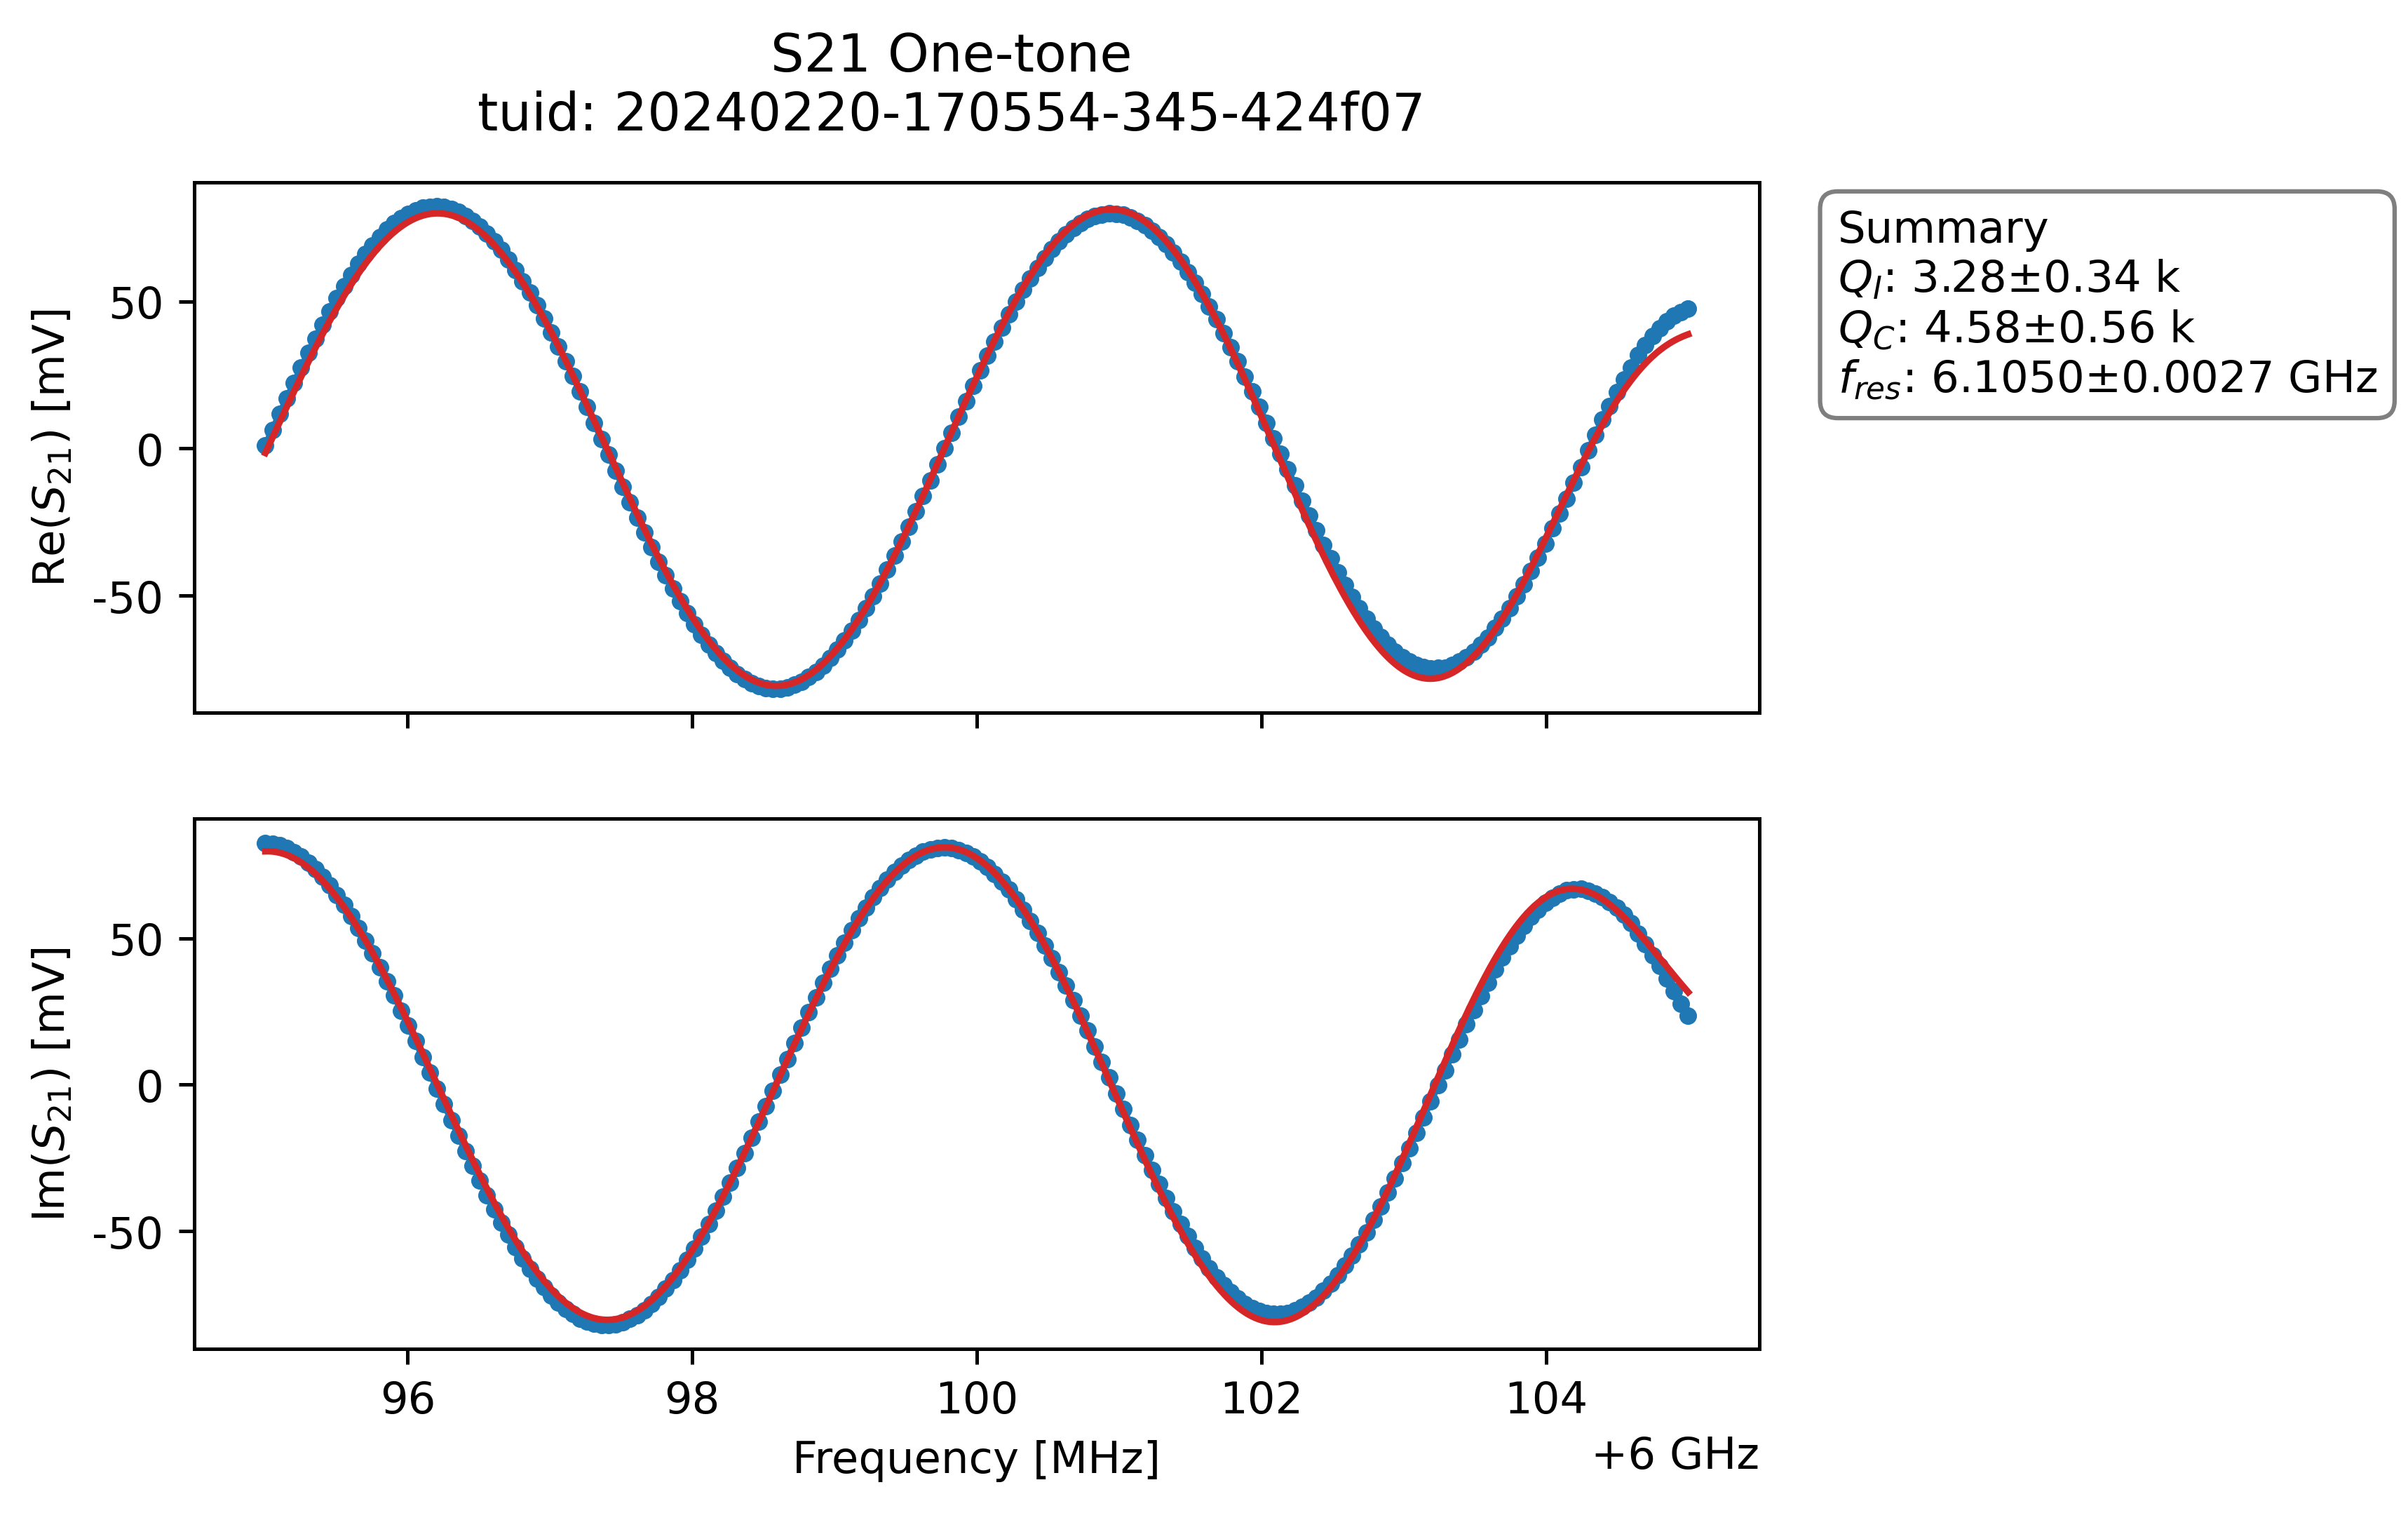 S21 One-tone
tuid: 20240220-170554-345-424f07
Re(S₂₁) [mV]
50
0
-50
Summary
Q_l: 3.28±0.34 k
Q_C: 4.58±0.56 k
f_res: 6.1050±0.0027 GHz
Im(S₂₁) [mV]
50
0
-50
96 98 100 102 104
Frequency [MHz]
+6 GHz